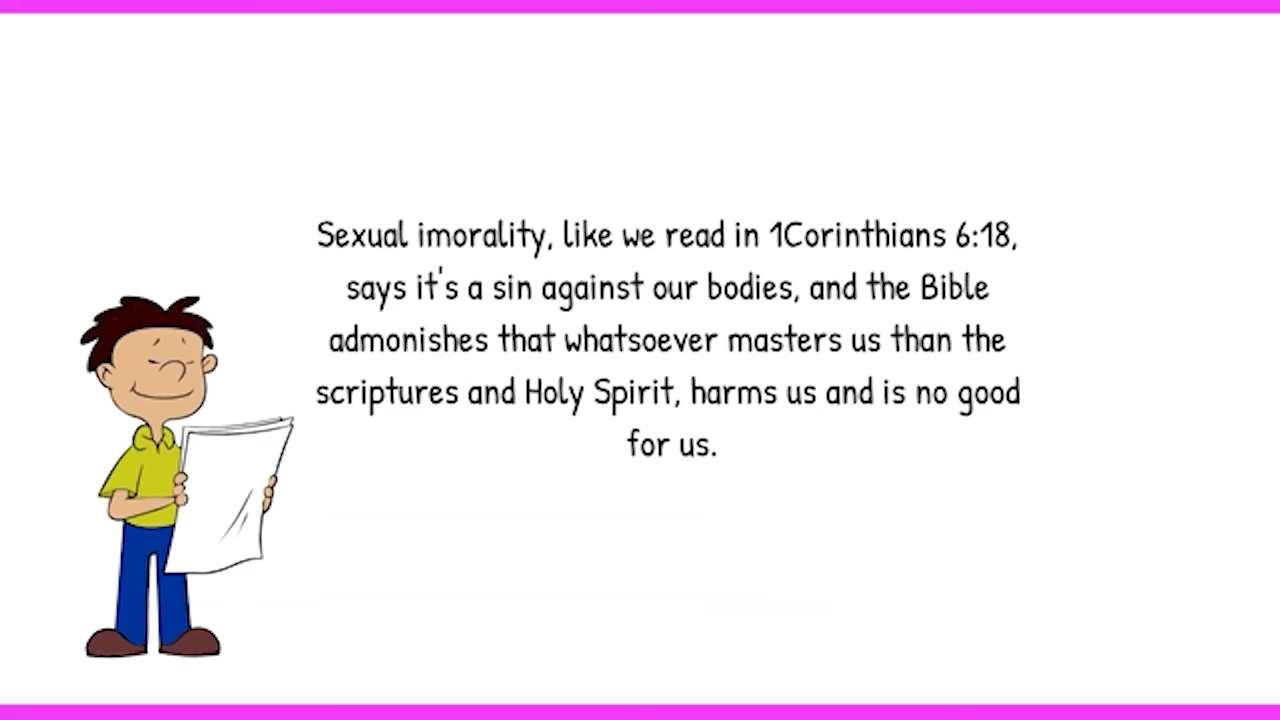 Sexual imorality, like we read in 1Corinthians 6:18,
says it's a sin against our bodies, and the Bible
admonishes that whatsoever masters us than the
scriptures and Holy Spirit, harms us and is no good
for us.